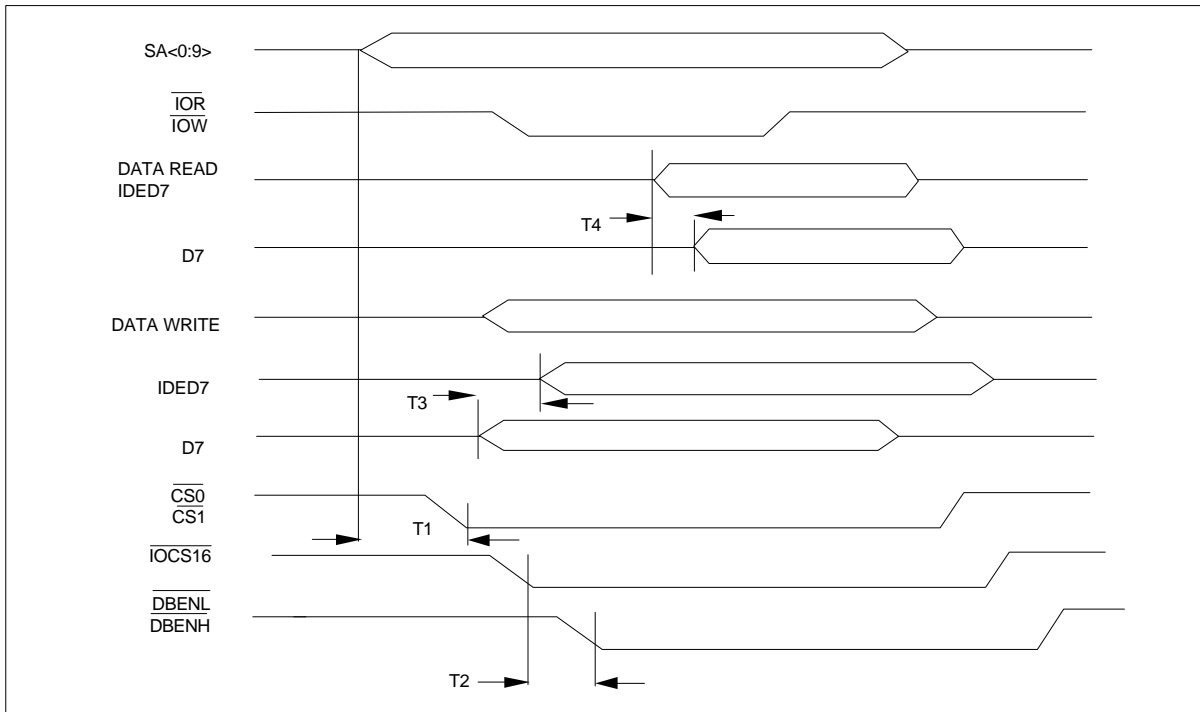 SA<0:9>
IOR
IOW
DATA READ
IDED7
T4
D7
DATA WRITE
IDED7
T3
D7
CS0
CS1
T1
IOCS16
DBENL
DBENH
T2